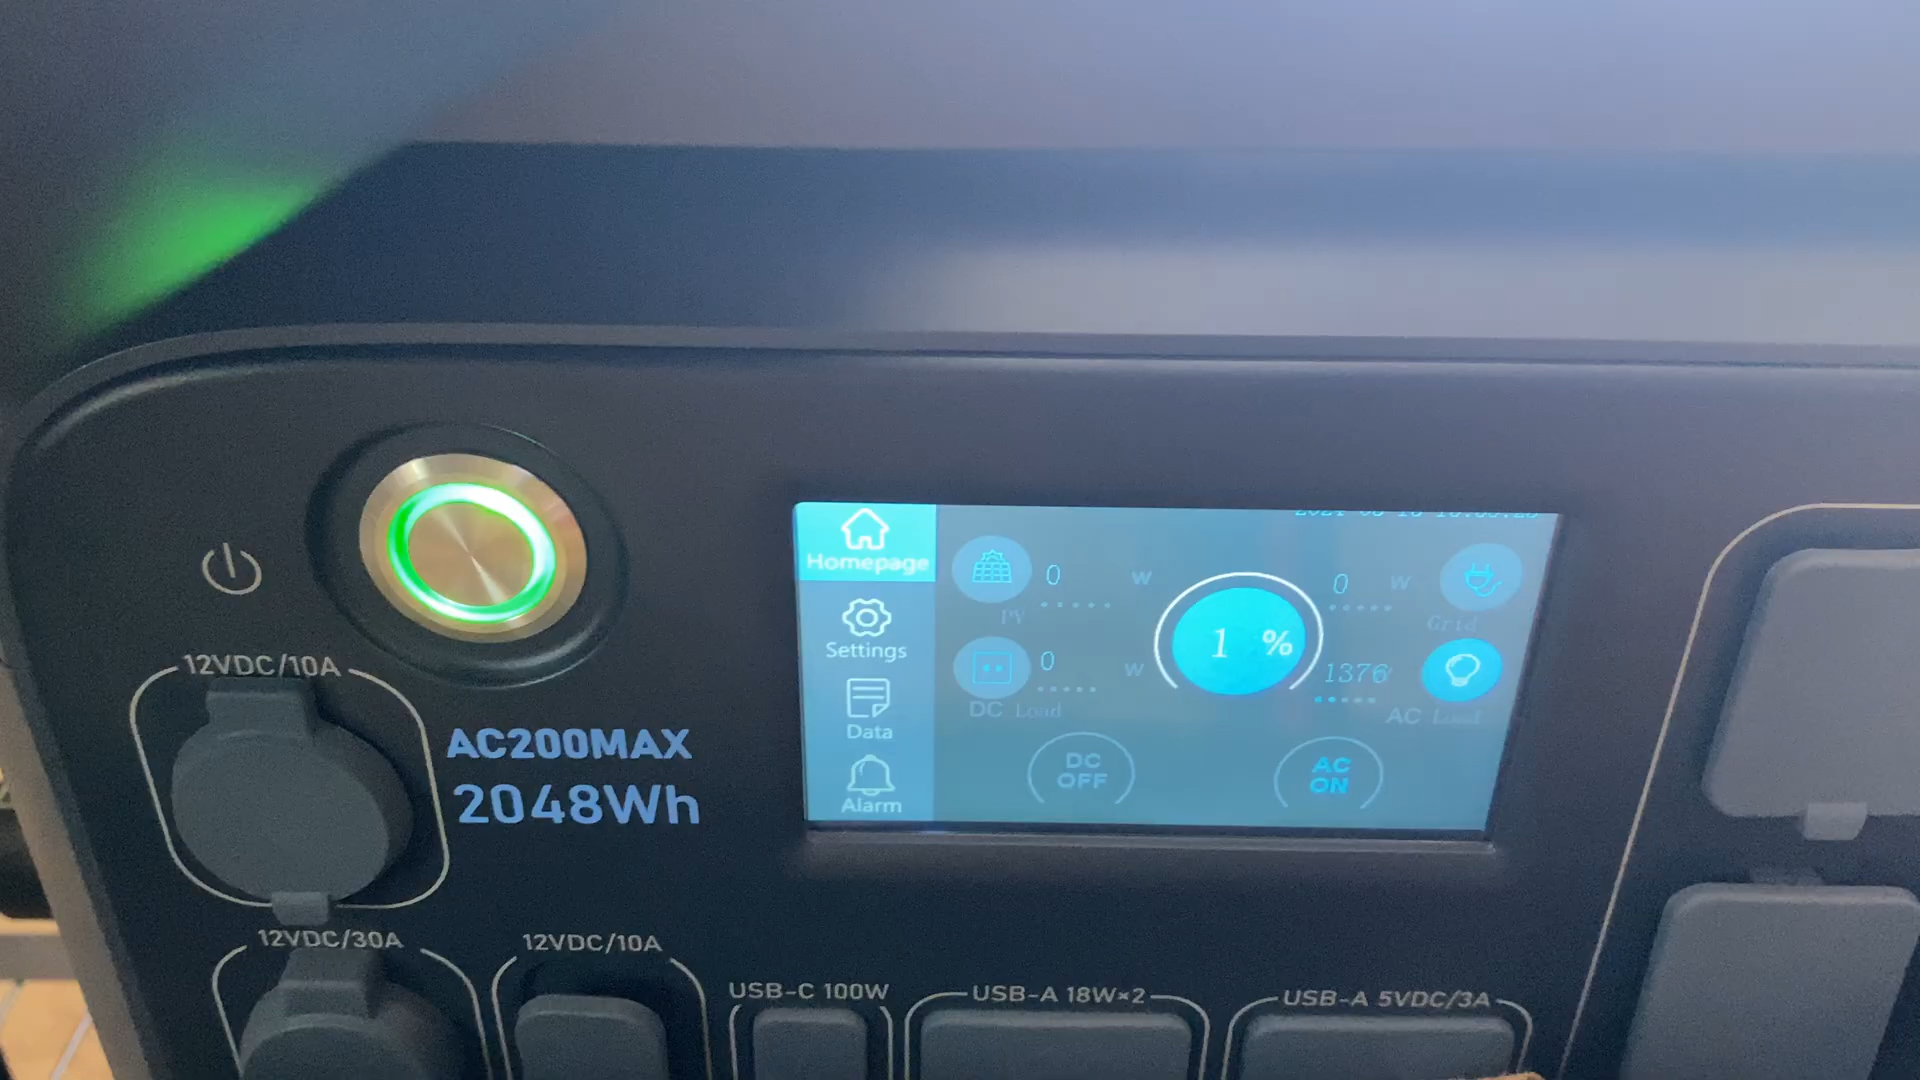 Homepage
Settings
Data
Alarm
0 W
PV
0 W
DC Load
1 %
0 W
Grid
1376
AC Load
DC
OFF
AC
ON
12VDC/10A
AC200MAX
2048Wh
12VDC/30A
12VDC/10A
USB-C 100W
USB-A 18W×2
USB-A 5VDC/3A